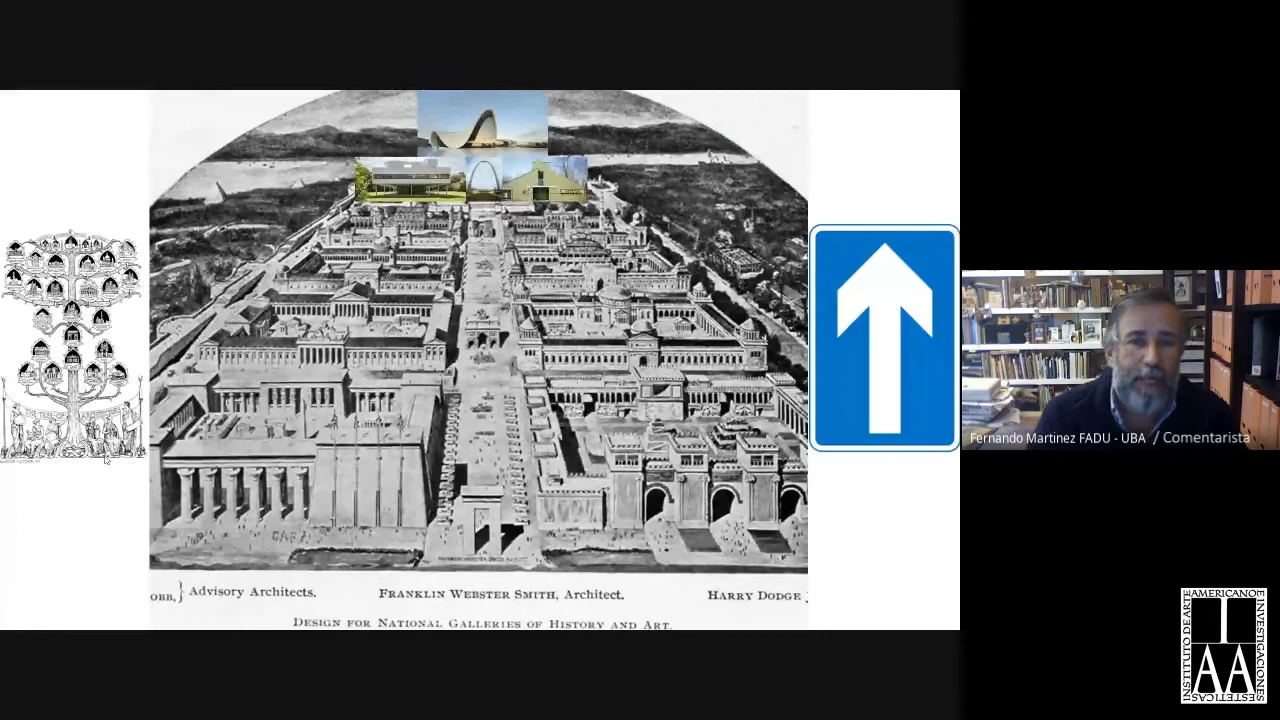 OBB, } Advisory Architects.
FRANKLIN WEBSTER SMITH, Architect.
HARRY DODGE
DESIGN FOR NATIONAL GALLERIES OF HISTORY AND ART.
Fernando Martinez FADU - UBA / Comentarista
INSTITUTO DE ARTE
AMERICANO
E INVESTIGACIONES
ESTETICAS
IAA